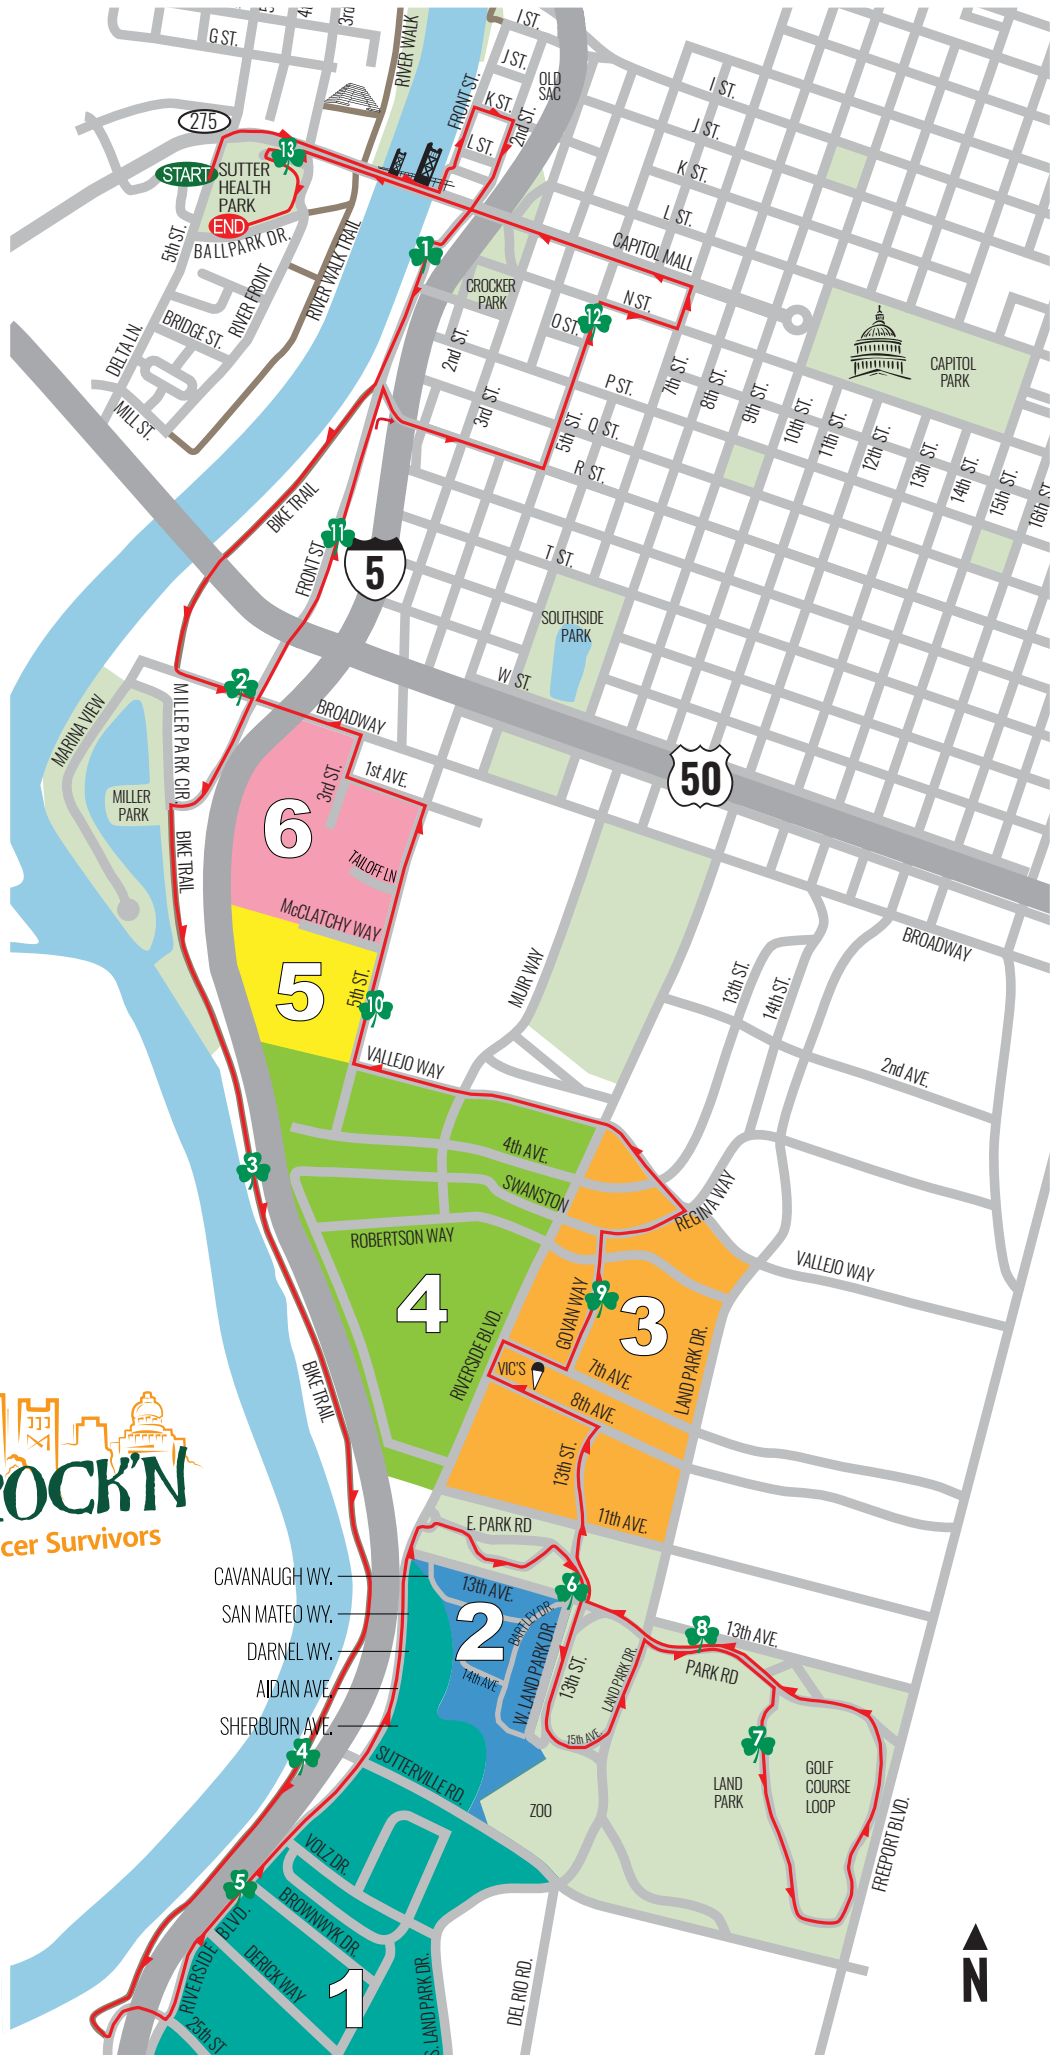 G ST.
3rd
RIVER WALK
I ST.
J ST.
OLD
SAC
K ST.
FRONT ST.
2nd ST.
L ST.
275
13
START
SUTTER
HEALTH
PARK
END
BALLPARK DR.
5th ST.
RIVER FRONT
RIVER WALK TRAIL
BRIDGE ST.
DELTA LN.
MILL ST.
I ST.
J ST.
K ST.
L ST.
CAPITOL MALL
1
CROCKER
PARK
N ST.
O ST.
12
2nd ST.
3rd ST.
5th ST.
P ST.
Q ST.
R ST.
7th ST.
8th ST.
9th ST.
10th ST.
11th ST.
12th ST.
13th ST.
14th ST.
15th ST.
16th ST
CAPITOL
PARK
BIKE TRAIL
FRONT ST.
11
5
T ST.
SOUTHSIDE
PARK
W ST.
50
2
BROADWAY
MARINA VIEW
MILLER PARK CIR.
MILLER
PARK
BIKE TRAIL
3rd ST.
1st AVE.
6
TAILOFF LN
McCLATCHY WAY
5
5th ST.
10
MUIR WAY
VALLEJO WAY
13th ST.
14th ST.
BROADWAY
2nd AVE.
3
4th AVE.
SWANSTON
ROBERTSON WAY
REGINA WAY
VALLEJO WAY
4
9
GOVAN WAY
3
RIVERSIDE BLVD.
VIC'S
7th AVE.
8th AVE.
LAND PARK DR.
BIKE TRAIL
13th ST.
11th AVE.
OCK'N
cer Survivors
E. PARK RD
CAVANAUGH WY.
SAN MATEO WY.
DARNEL WY.
AIDAN AVE.
SHERBURN AVE.
13th AVE.
2
BARTLEY DR.
14th AVE
W. LAND PARK DR.
6
13th ST.
LAND PARK DR.
15th AVE.
8
13th AVE.
PARK RD
7
LAND
PARK
GOLF
COURSE
LOOP
FREEPORT BLVD.
4
SUTTERVILLE RD.
ZOO
5
VOLZ DR.
BROWNWYK DR.
DERICK WAY
RIVERSIDE BLVD.
25th ST
1
S. LAND PARK DR.
DEL RIO RD.
N